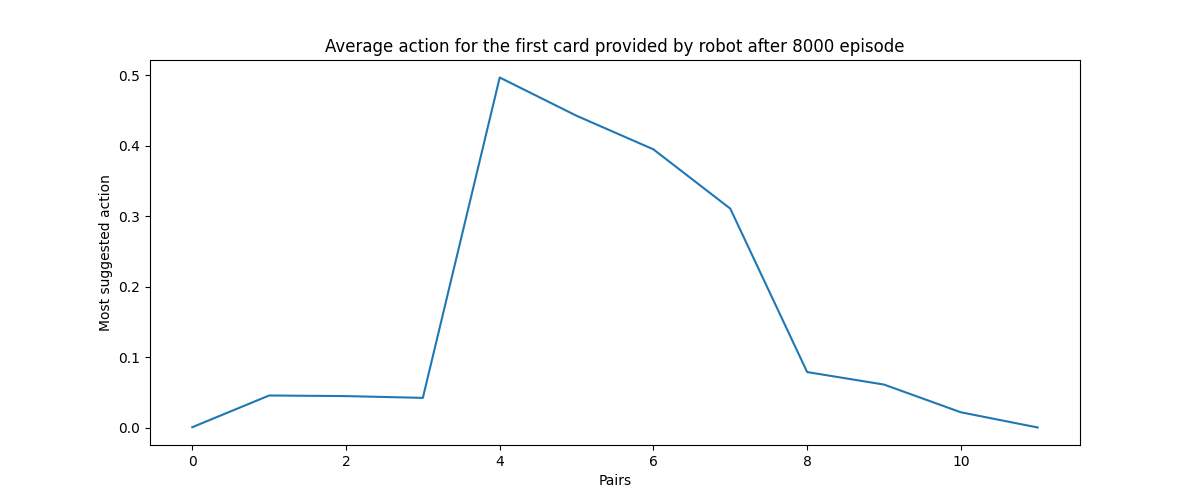 Average action for the first card provided by robot after 8000 episode
Most suggested action
0.5
0.4
0.3
0.2
0.1
0.0
0 2 4 6 8 10
Pairs